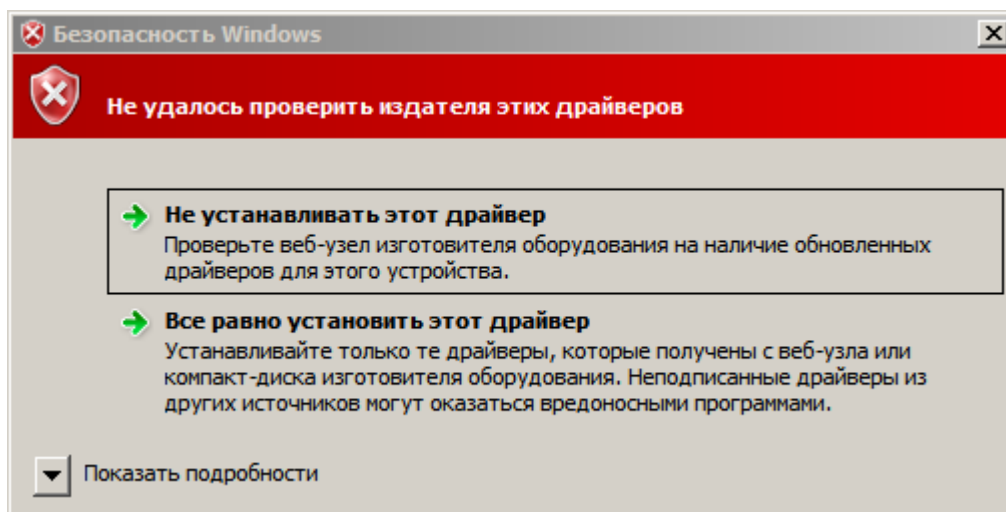 Безопасность Windows
Не удалось проверить издателя этих драйверов
Не устанавливать этот драйвер
Проверьте веб-узел изготовителя оборудования на наличие обновленных
драйверов для этого устройства.
Все равно установить этот драйвер
Устанавливайте только те драйверы, которые получены с веб-узла или
компакт-диска изготовителя оборудования. Неподписанные драйверы из
других источников могут оказаться вредоносными программами.
Показать подробности